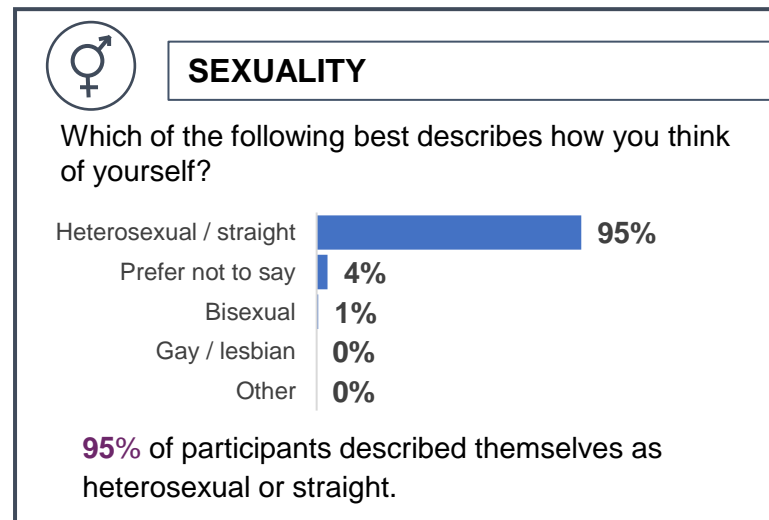 SEXUALITY
Which of the following best describes how you think
of yourself?
Heterosexual / straight 95%
Prefer not to say 4%
Bisexual 1%
Gay / lesbian 0%
Other 0%
95% of participants described themselves as
heterosexual or straight.